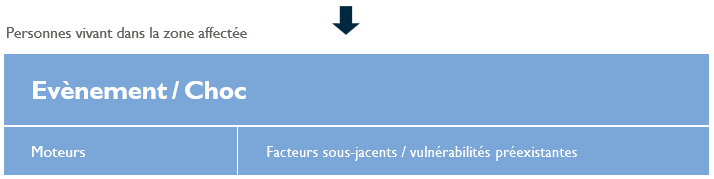 Personnes vivant dans la zone affectée
Evènement / Choc
Moteurs
Facteurs sous-jacents / vulnérabilités préexistantes